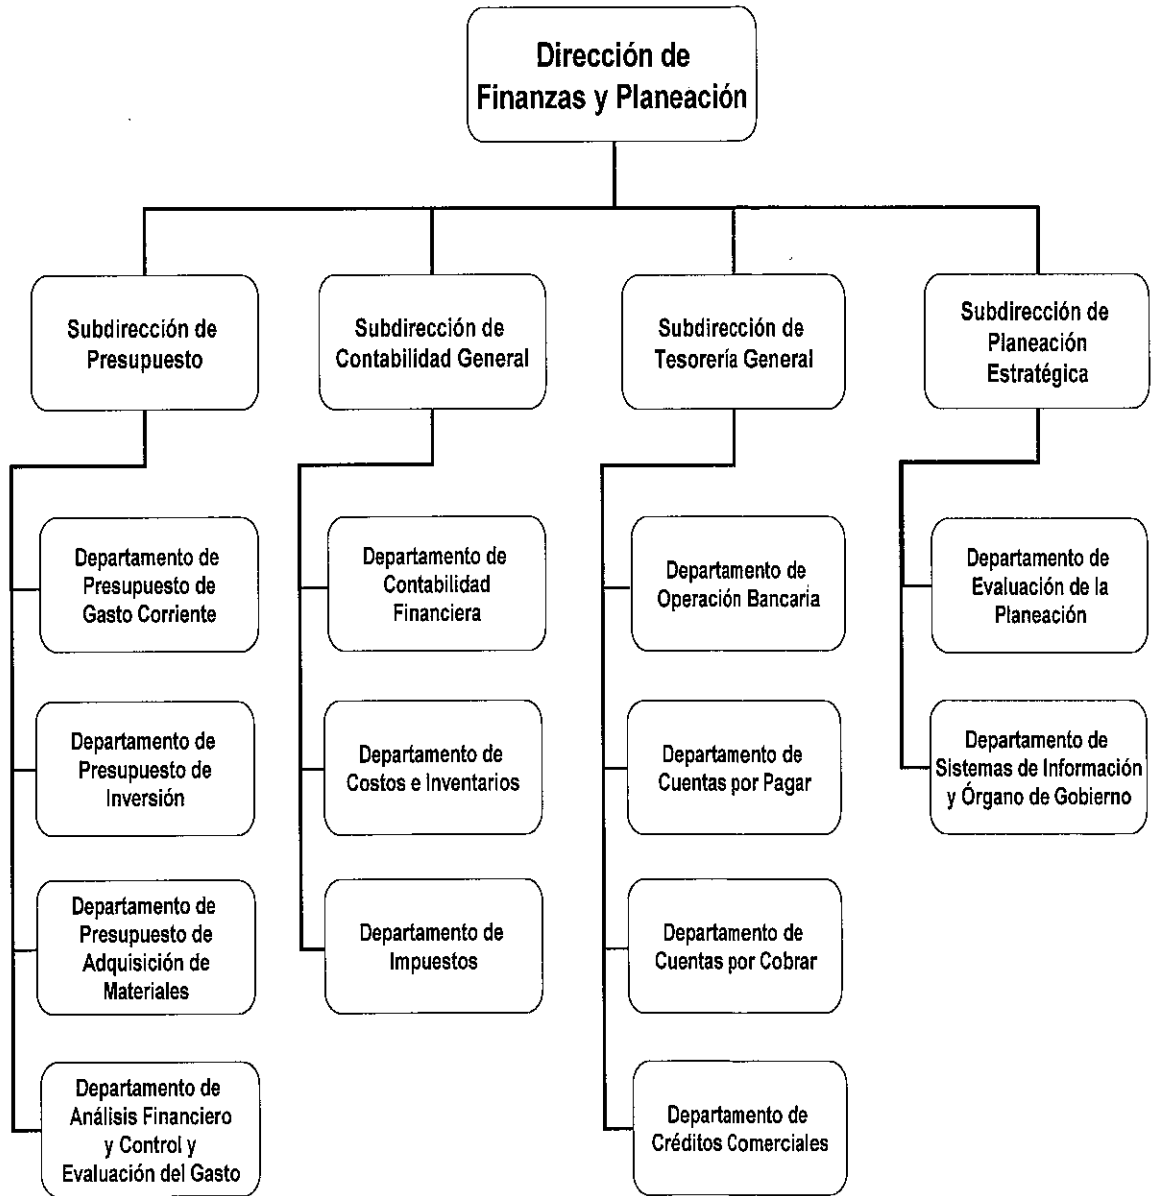 Dirección de
Finanzas y Planeación
Subdirección de
Presupuesto
Subdirección de
Contabilidad General
Subdirección de
Tesorería General
Subdirección de
Planeación
Estratégica
Departamento de
Presupuesto de
Gasto Corriente
Departamento de
Contabilidad
Financiera
Departamento de
Operación Bancaria
Departamento de
Evaluación de la
Planeación
Departamento de
Presupuesto de
Inversión
Departamento de
Costos e Inventarios
Departamento de
Cuentas por Pagar
Departamento de
Sistemas de Información
y Órgano de Gobierno
Departamento de
Presupuesto de
Adquisición de
Materiales
Departamento de
Impuestos
Departamento de
Cuentas por Cobrar
Departamento de
Análisis Financiero
y Control y
Evaluación del Gasto
Departamento de
Créditos Comerciales